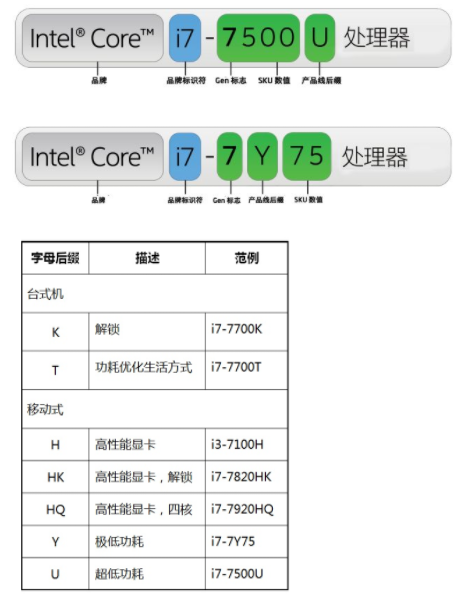 Intel® Core™ i7 - 7500 U 处理器
品牌 品牌标识符 Gen 标志 SKU 数值 产品线后缀
Intel® Core™ i7 - 7 Y 75 处理器
品牌 品牌标识符 Gen 标志 产品线后缀 SKU 数值
字母后缀 描述 范例
台式机
K 解锁 i7-7700K
T 功耗优化生活方式 i7-7700T
移动式
H 高性能显卡 i3-7100H
HK 高性能显卡，解锁 i7-7820HK
HQ 高性能显卡，四核 i7-7920HQ
Y 极低功耗 i7-7Y75
U 超低功耗 i7-7500U